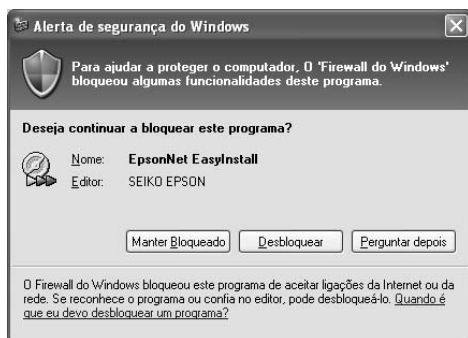 Alerta de segurança do Windows
Para ajudar a proteger o computador, O 'Firewall do Windows'
bloqueou algumas funcionalidades deste programa.
Deseja continuar a bloquear este programa?
Nome: EpsonNet EasyInstall
Editor: SEIKO EPSON
Manter Bloqueado Desbloquear Perguntar depois
O Firewall do Windows bloqueou este programa de aceitar ligações da Internet ou da
rede. Se reconhece o programa ou confia no editor, pode desbloqueá-lo. Quando é
que eu devo desbloquear um programa?